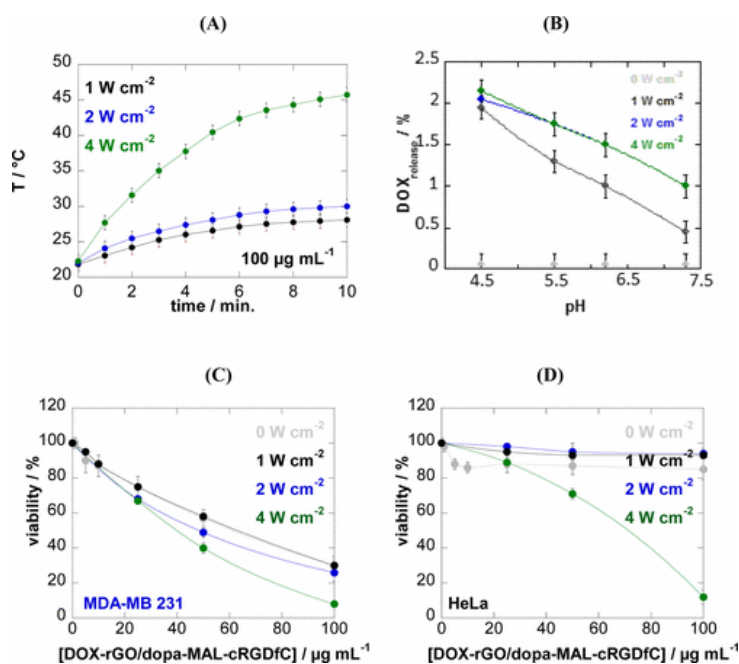 (A)
1 W cm⁻²
2 W cm⁻²
4 W cm⁻²
100 µg mL⁻¹
T / °C
50
45
40
35
30
25
20
0 2 4 6 8 10
time / min.
(B)
0 W cm⁻²
1 W cm⁻²
2 W cm⁻²
4 W cm⁻²
DOX release / %
2.5
2
1.5
1
0.5
0
4.5 5.5 6.5 7.5
pH
(C)
0 W cm⁻²
1 W cm⁻²
2 W cm⁻²
4 W cm⁻²
MDA-MB 231
viability / %
120
100
80
60
40
20
0
0 20 40 60 80 100
[DOX-rGO/dopa-MAL-cRGDfC] / µg mL⁻¹
(D)
0 W cm⁻²
1 W cm⁻²
2 W cm⁻²
4 W cm⁻²
HeLa
viability / %
120
100
80
60
40
20
0
0 20 40 60 80 100
[DOX-rGO/dopa-MAL-cRGDfC] / µg mL⁻¹